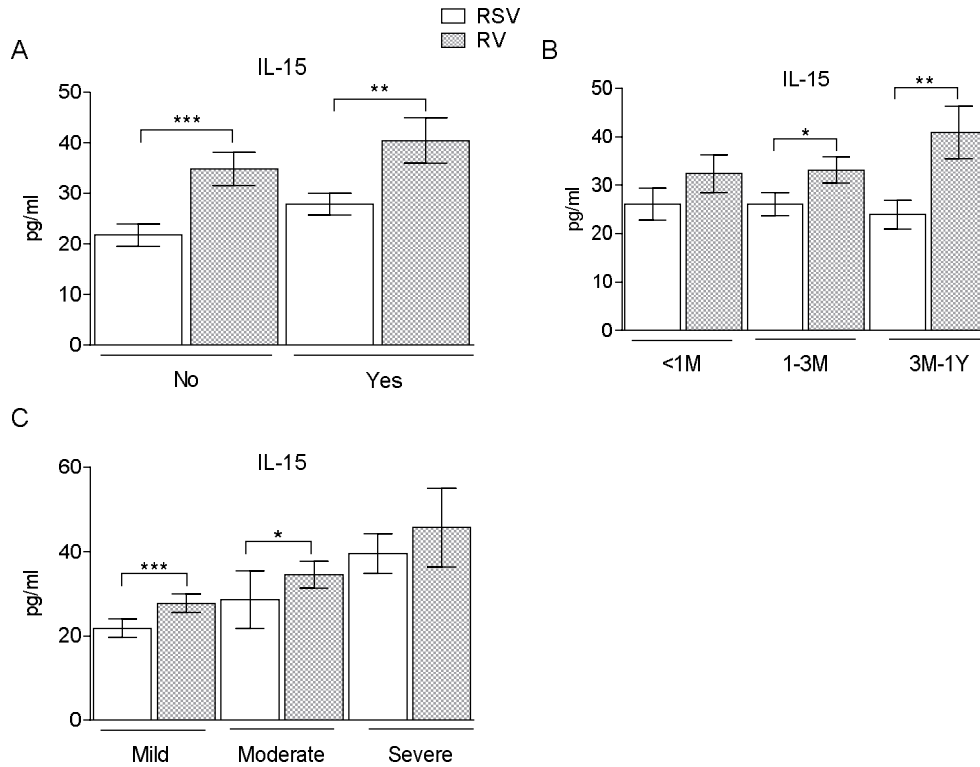 RSV
RV
A
IL-15
50
40
30
20
10
0
pg/ml
***
**
No
Yes
B
IL-15
50
40
30
20
10
0
pg/ml
*
**
<1M
1-3M
3M-1Y
C
IL-15
60
40
20
0
pg/ml
***
*
Mild
Moderate
Severe